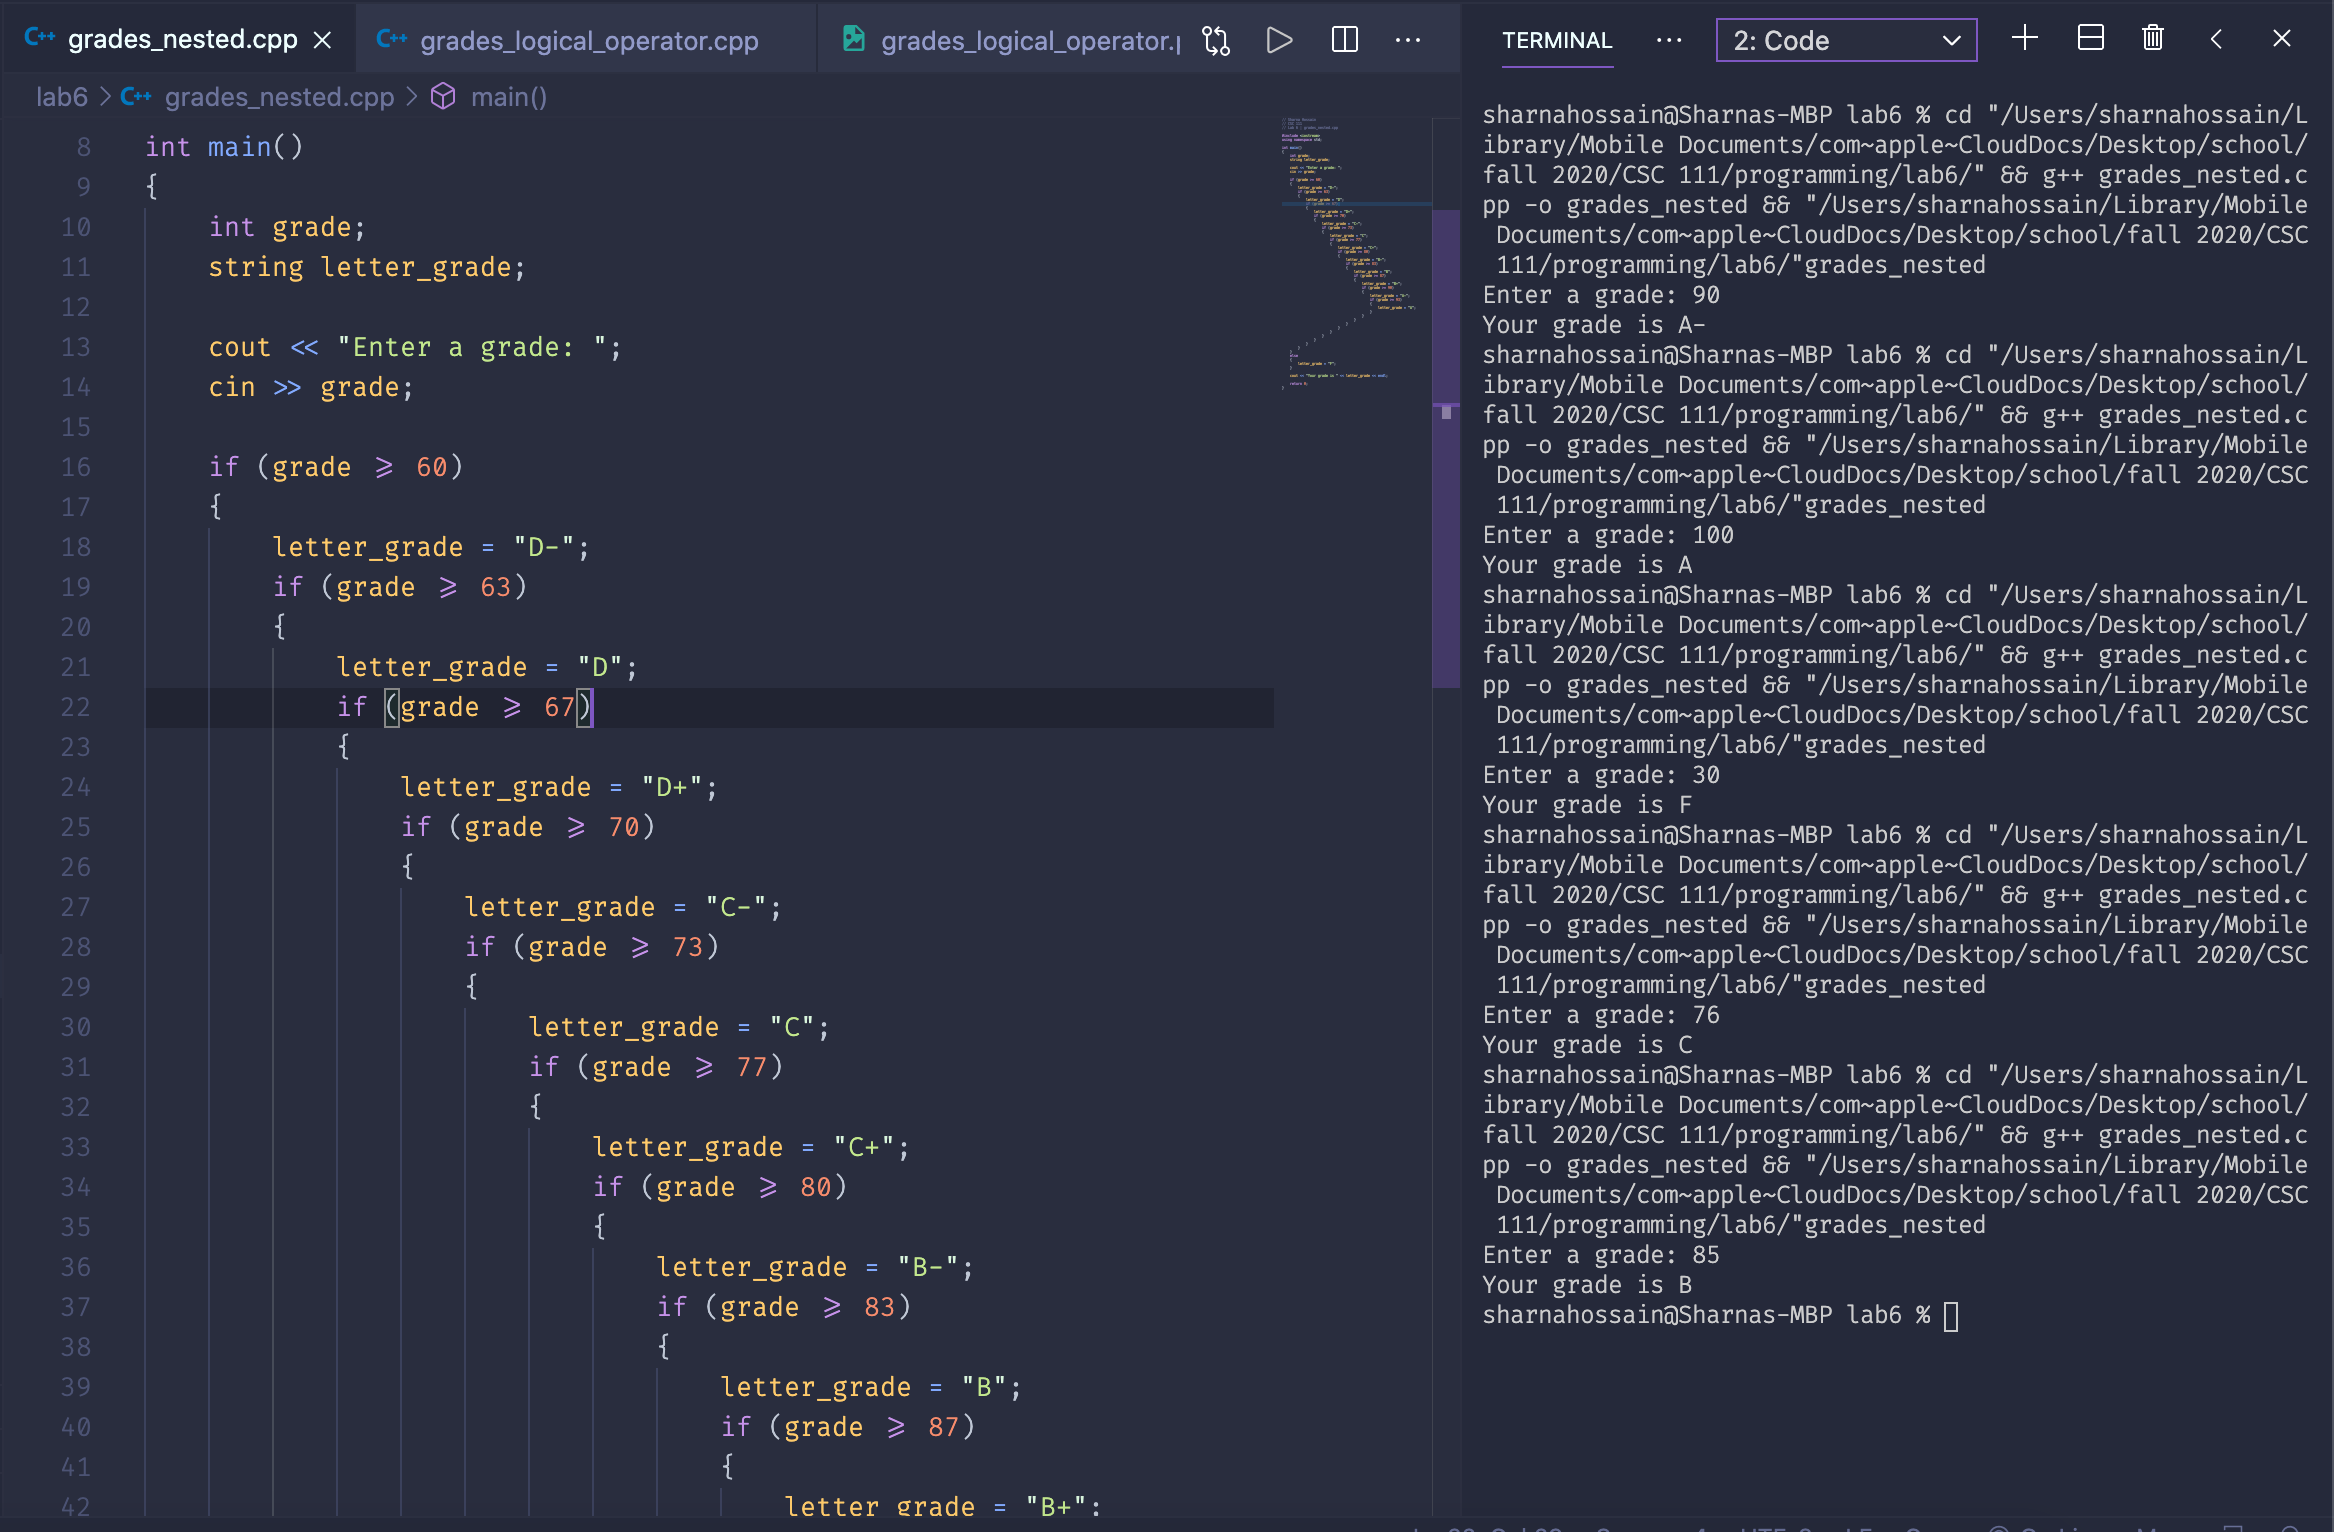 grades_nested.cpp
grades_logical_operator.cpp
grades_logical_operator.p
lab6 > grades_nested.cpp > main()
8 int main()
9 {
10 int grade;
11 string letter_grade;
12
13 cout << "Enter a grade: ";
14 cin >> grade;
15
16 if (grade ≥ 60)
17 {
18 letter_grade = "D-";
19 if (grade ≥ 63)
20 {
21 letter_grade = "D";
22 if (grade ≥ 67)
23 {
24 letter_grade = "D+";
25 if (grade ≥ 70)
26 {
27 letter_grade = "C-";
28 if (grade ≥ 73)
29 {
30 letter_grade = "C";
31 if (grade ≥ 77)
32 {
33 letter_grade = "C+";
34 if (grade ≥ 80)
35 {
36 letter_grade = "B-";
37 if (grade ≥ 83)
38 {
39 letter_grade = "B";
40 if (grade ≥ 87)
41 {
42 letter_grade = "B+";
TERMINAL
2: Code
sharnahossain@Sharnas-MBP lab6 % cd "/Users/sharnahossain/L
ibrary/Mobile Documents/com~apple~CloudDocs/Desktop/school/
fall 2020/CSC 111/programming/lab6/" && g++ grades_nested.c
pp -o grades_nested && "/Users/sharnahossain/Library/Mobile
Documents/com~apple~CloudDocs/Desktop/school/fall 2020/CSC
111/programming/lab6/"grades_nested
Enter a grade: 90
Your grade is A-
sharnahossain@Sharnas-MBP lab6 % cd "/Users/sharnahossain/L
ibrary/Mobile Documents/com~apple~CloudDocs/Desktop/school/
fall 2020/CSC 111/programming/lab6/" && g++ grades_nested.c
pp -o grades_nested && "/Users/sharnahossain/Library/Mobile
Documents/com~apple~CloudDocs/Desktop/school/fall 2020/CSC
111/programming/lab6/"grades_nested
Enter a grade: 100
Your grade is A
sharnahossain@Sharnas-MBP lab6 % cd "/Users/sharnahossain/L
ibrary/Mobile Documents/com~apple~CloudDocs/Desktop/school/
fall 2020/CSC 111/programming/lab6/" && g++ grades_nested.c
pp -o grades_nested && "/Users/sharnahossain/Library/Mobile
Documents/com~apple~CloudDocs/Desktop/school/fall 2020/CSC
111/programming/lab6/"grades_nested
Enter a grade: 30
Your grade is F
sharnahossain@Sharnas-MBP lab6 % cd "/Users/sharnahossain/L
ibrary/Mobile Documents/com~apple~CloudDocs/Desktop/school/
fall 2020/CSC 111/programming/lab6/" && g++ grades_nested.c
pp -o grades_nested && "/Users/sharnahossain/Library/Mobile
Documents/com~apple~CloudDocs/Desktop/school/fall 2020/CSC
111/programming/lab6/"grades_nested
Enter a grade: 76
Your grade is C
sharnahossain@Sharnas-MBP lab6 % cd "/Users/sharnahossain/L
ibrary/Mobile Documents/com~apple~CloudDocs/Desktop/school/
fall 2020/CSC 111/programming/lab6/" && g++ grades_nested.c
pp -o grades_nested && "/Users/sharnahossain/Library/Mobile
Documents/com~apple~CloudDocs/Desktop/school/fall 2020/CSC
111/programming/lab6/"grades_nested
Enter a grade: 85
Your grade is B
sharnahossain@Sharnas-MBP lab6 %